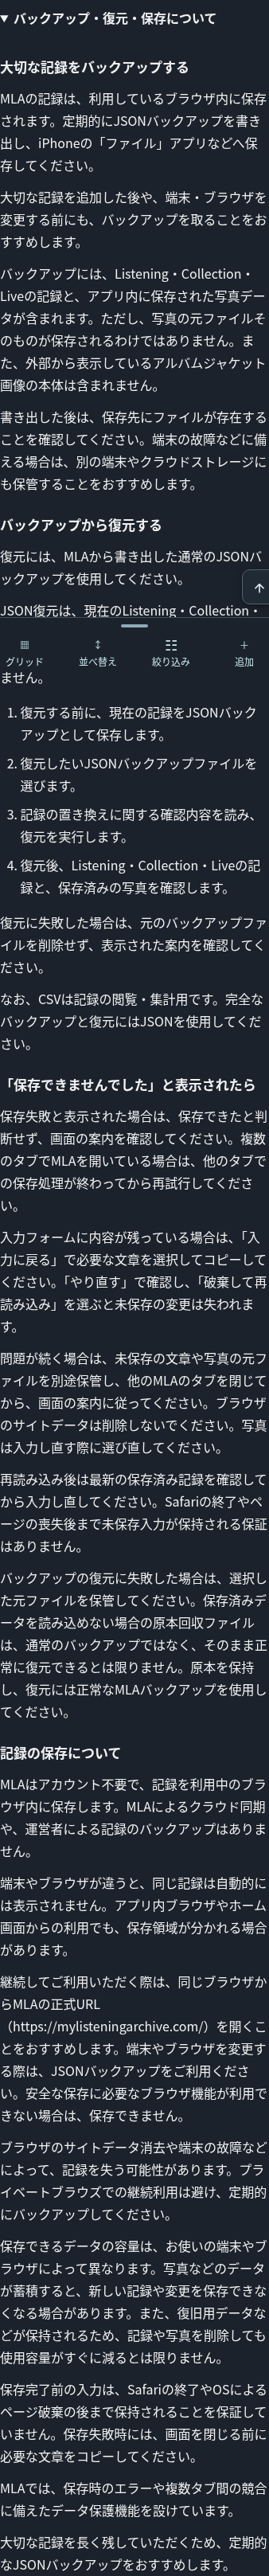 ▼ バックアップ・復元・保存について
大切な記録をバックアップする
MLAの記録は、利用しているブラウザ内に保存
されます。定期的にJSONバックアップを書き
出し、iPhoneの「ファイル」アプリなどへ保
存してください。
大切な記録を追加した後や、端末・ブラウザを
変更する前にも、バックアップを取ることをお
すすめします。
バックアップには、Listening・Collection・
Liveの記録と、アプリ内に保存された写真デー
タが含まれます。ただし、写真の元ファイルそ
のものが保存されるわけではありません。ま
た、外部から表示しているアルバムジャケット
画像の本体は含まれません。
書き出した後は、保存先にファイルが存在する
ことを確認してください。端末の故障などに備
える場合は、別の端末やクラウドストレージに
も保管することをおすすめします。
バックアップから復元する
復元には、MLAから書き出した通常のJSONバ
ックアップを使用してください。
JSON復元は、現在のListening・Collection・
グリッド
並べ替え
絞り込み
追加
ません。
1. 復元する前に、現在の記録をJSONバック
アップとして保存します。
2. 復元したいJSONバックアップファイルを
選びます。
3. 記録の置き換えに関する確認内容を読み、
復元を実行します。
4. 復元後、Listening・Collection・Liveの記
録と、保存済みの写真を確認します。
復元に失敗した場合は、元のバックアップファ
イルを削除せず、表示された案内を確認してく
ださい。
なお、CSVは記録の閲覧・集計用です。完全な
バックアップと復元にはJSONを使用してくだ
さい。
「保存できませんでした」と表示されたら
保存失敗と表示された場合は、保存できたと判
断せず、画面の案内を確認してください。複数
のタブでMLAを開いている場合は、他のタブで
の保存処理が終わってから再試行してくださ
い。
入力フォームに内容が残っている場合は、「入
力に戻る」で必要な文章を選択してコピーして
ください。「やり直す」で確認し、「破棄して再
読み込み」を選ぶと未保存の変更は失われま
す。
問題が続く場合は、未保存の文章や写真の元フ
ァイルを別途保管し、他のMLAのタブを閉じて
から、画面の案内に従ってください。ブラウザ
のサイトデータは削除しないでください。写真
は入力し直す際に選び直してください。
再読み込み後は最新の保存済み記録を確認して
から入力し直してください。Safariの終了やペ
ージの喪失後まで未保存入力が保持される保証
はありません。
バックアップの復元に失敗した場合は、選択し
た元ファイルを保管してください。保存済みデ
ータを読み込めない場合の原本回収ファイル
は、通常のバックアップではなく、そのまま正
常に復元できるとは限りません。原本を保持
し、復元には正常なMLAバックアップを使用し
てください。
記録の保存について
MLAはアカウント不要で、記録を利用中のブラ
ウザ内に保存します。MLAによるクラウド同期
や、運営者による記録のバックアップはありま
せん。
端末やブラウザが違うと、同じ記録は自動的に
は表示されません。アプリ内ブラウザやホーム
画面からの利用でも、保存領域が分かれる場合
があります。
継続してご利用いただく際は、同じブラウザか
らMLAの正式URL
（https://mylisteningarchive.com/）を開くこ
とをおすすめします。端末やブラウザを変更す
る際は、JSONバックアップをご利用くださ
い。安全な保存に必要なブラウザ機能が利用で
きない場合は、保存できません。
ブラウザのサイトデータ消去や端末の故障など
によって、記録を失う可能性があります。プラ
イベートブラウズでの継続利用は避け、定期的
にバックアップしてください。
保存できるデータの容量は、お使いの端末やブ
ラウザによって異なります。写真などのデータ
が蓄積すると、新しい記録や変更を保存できな
くなる場合があります。また、復旧用データな
どが保持されるため、記録や写真を削除しても
使用容量がすぐに減るとは限りません。
保存完了前の入力は、Safariの終了やOSによる
ページ破棄の後まで保持されることを保証して
いません。保存失敗時には、画面を閉じる前に
必要な文章をコピーしてください。
MLAでは、保存時のエラーや複数タブ間の競合
に備えたデータ保護機能を設けています。
大切な記録を長く残していただくため、定期的
なJSONバックアップをおすすめします。